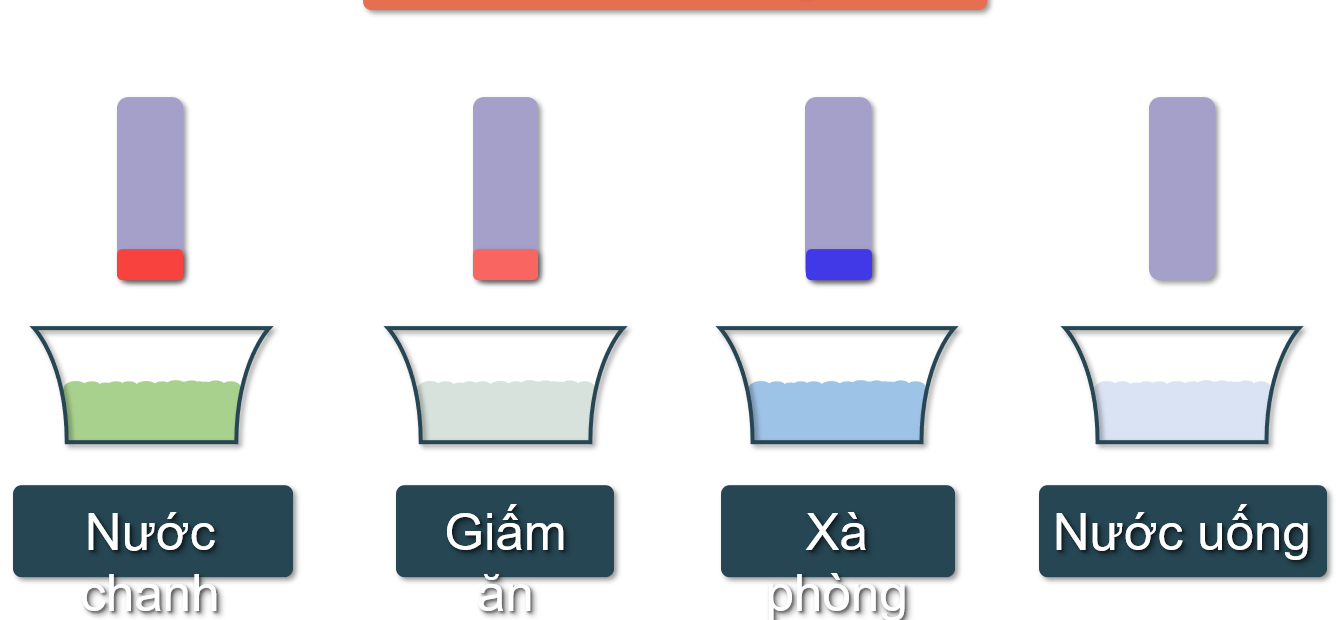 Nước
chanh
Giấm
ăn
Xà
phòng
Nước uống